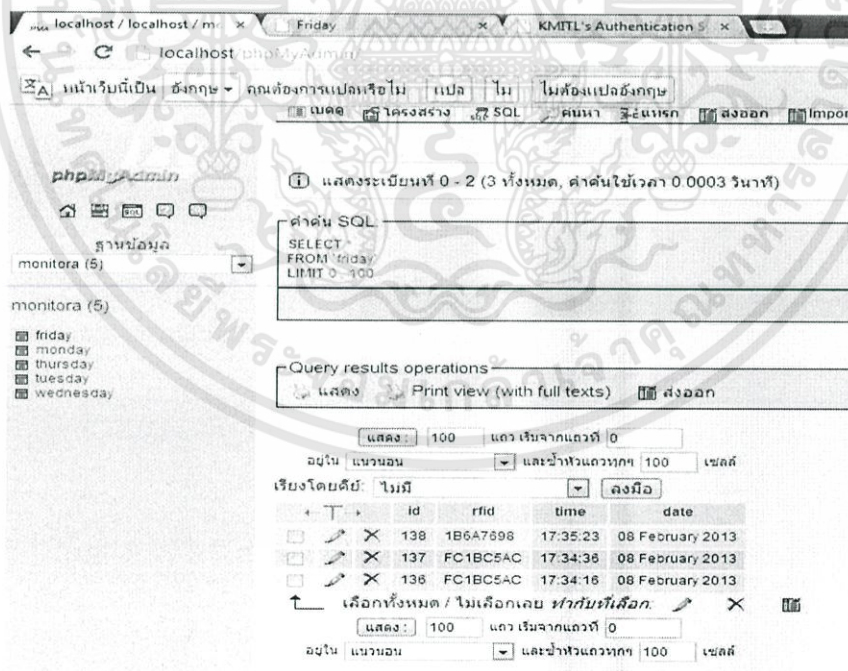 localhost / localhost / mo
Friday
KMITL's Authentication S
localhost/phpMyAdmin/
หน้าเว็บนี้เป็น อังกฤษ คุณต้องการแปลหรือไม่ แปล ไม่ ไม่ต้องแปลอังกฤษ
เบดดู โครงสร้าง SQL ค้นหา แทรก ส่งออก Impor
phpMyAdmin
แสดงระเบียนที่ 0 - 2 (3 ทั้งหมด, คำค้นใช้เวลา 0.0003 วินาที)
ฐานข้อมูล
monitora (5)
คำค้น SQL
SELECT *
FROM `friday`
LIMIT 0 , 100
monitora (5)
friday
monday
thursday
tuesday
wednesday
Query results operations
แสดง Print view (with full texts) ส่งออก
แสดง : 100 แถว เริ่มจากแถวที่ 0
อยู่ใน แนวนอน และซ้ำหัวแถวทุกๆ 100 เซลล์
เรียงโดยคีย์: ไม่มี ลงมือ
id rfid time date
138 1B6A7698 17:35:23 08 February 2013
137 FC1BC5AC 17:34:36 08 February 2013
136 FC1BC5AC 17:34:16 08 February 2013
เลือกทั้งหมด / ไม่เลือกเลย ทำกับที่เลือก:
แสดง : 100 แถว เริ่มจากแถวที่ 0
อยู่ใน แนวนอน และซ้ำหัวแถวทุกๆ 100 เซลล์